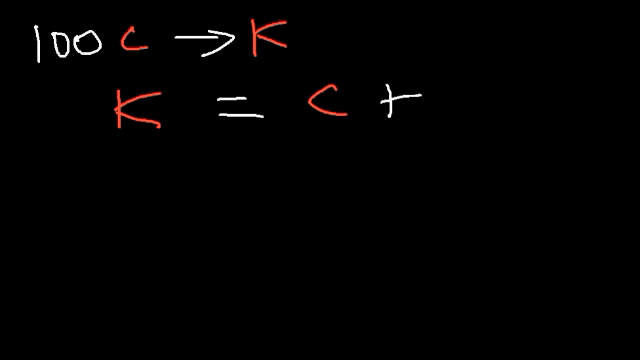 100 C → K
K = C +